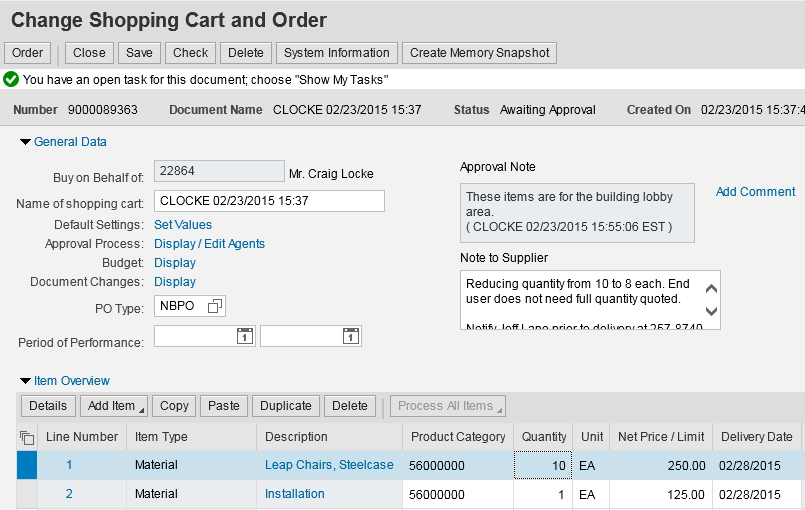 Change Shopping Cart and Order
Order Close Save Check Delete System Information Create Memory Snapshot
You have an open task for this document; choose "Show My Tasks"
Number 9000089363 Document Name CLOCKE 02/23/2015 15:37 Status Awaiting Approval Created On 02/23/2015 15:37:4
General Data
Buy on Behalf of: 22864 Mr. Craig Locke
Name of shopping cart: CLOCKE 02/23/2015 15:37
Default Settings: Set Values
Approval Process: Display / Edit Agents
Budget: Display
Document Changes: Display
PO Type: NBPO
Period of Performance:
Approval Note
These items are for the building lobby
area.
( CLOCKE 02/23/2015 15:55:06 EST )
Add Comment
Note to Supplier
Reducing quantity from 10 to 8 each. End
user does not need full quantity quoted.
Notify Jeff Lane prior to delivery at 257-8740
Item Overview
Details Add Item Copy Paste Duplicate Delete Process All Items
Line Number Item Type Description Product Category Quantity Unit Net Price / Limit Delivery Date
1 Material Leap Chairs, Steelcase 56000000 10 EA 250.00 02/28/2015
2 Material Installation 56000000 1 EA 125.00 02/28/2015